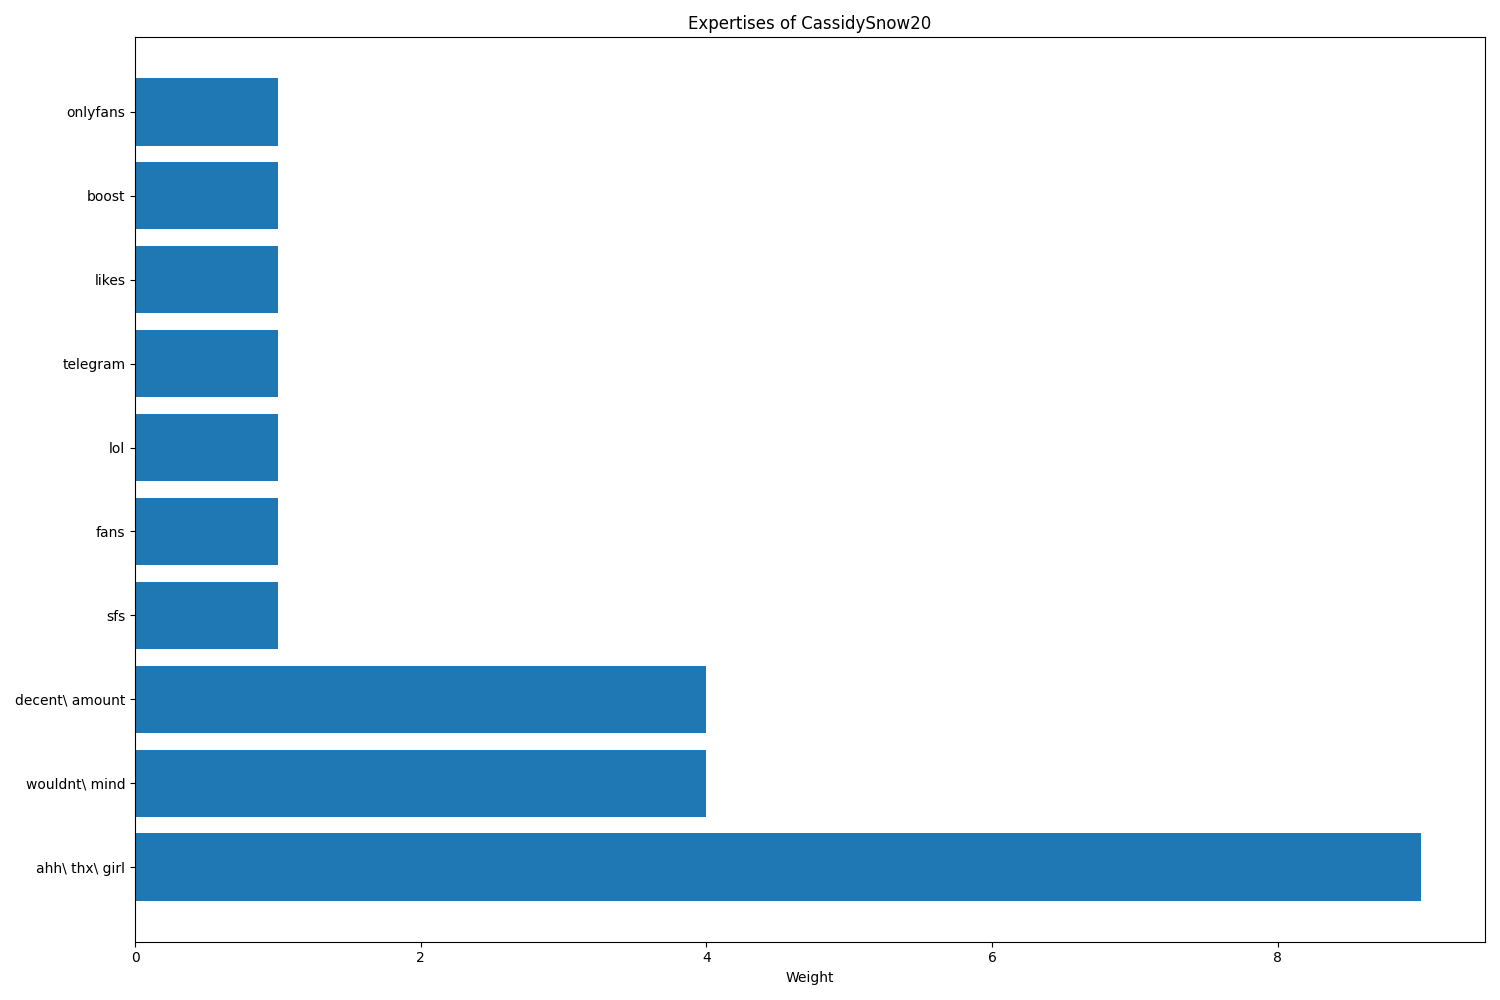 Expertises of CassidySnow20
onlyfans
boost
likes
telegram
lol
fans
sfs
decent\ amount
wouldnt\ mind
ahh\ thx\ girl
0 2 4 6 8
Weight